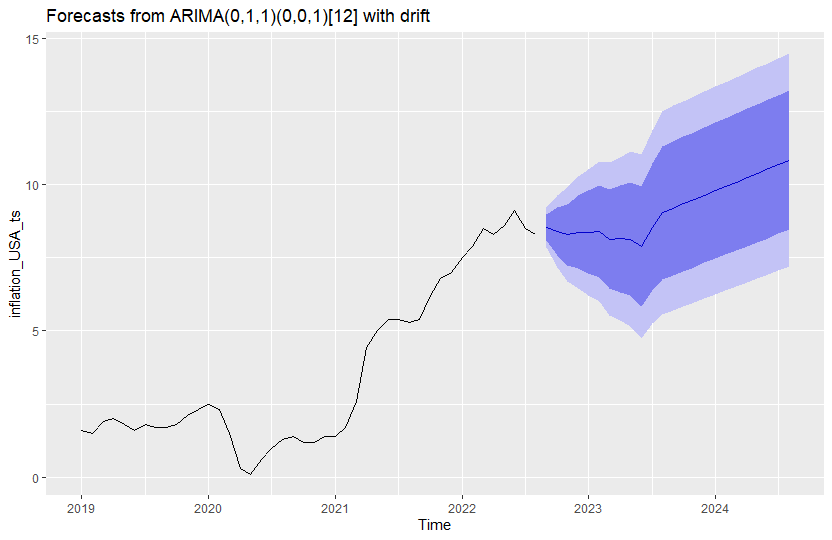 Forecasts from ARIMA(0,1,1)(0,0,1)[12] with drift
15
10
5
0
inflation_USA_ts
2019 2020 2021 2022 2023 2024
Time